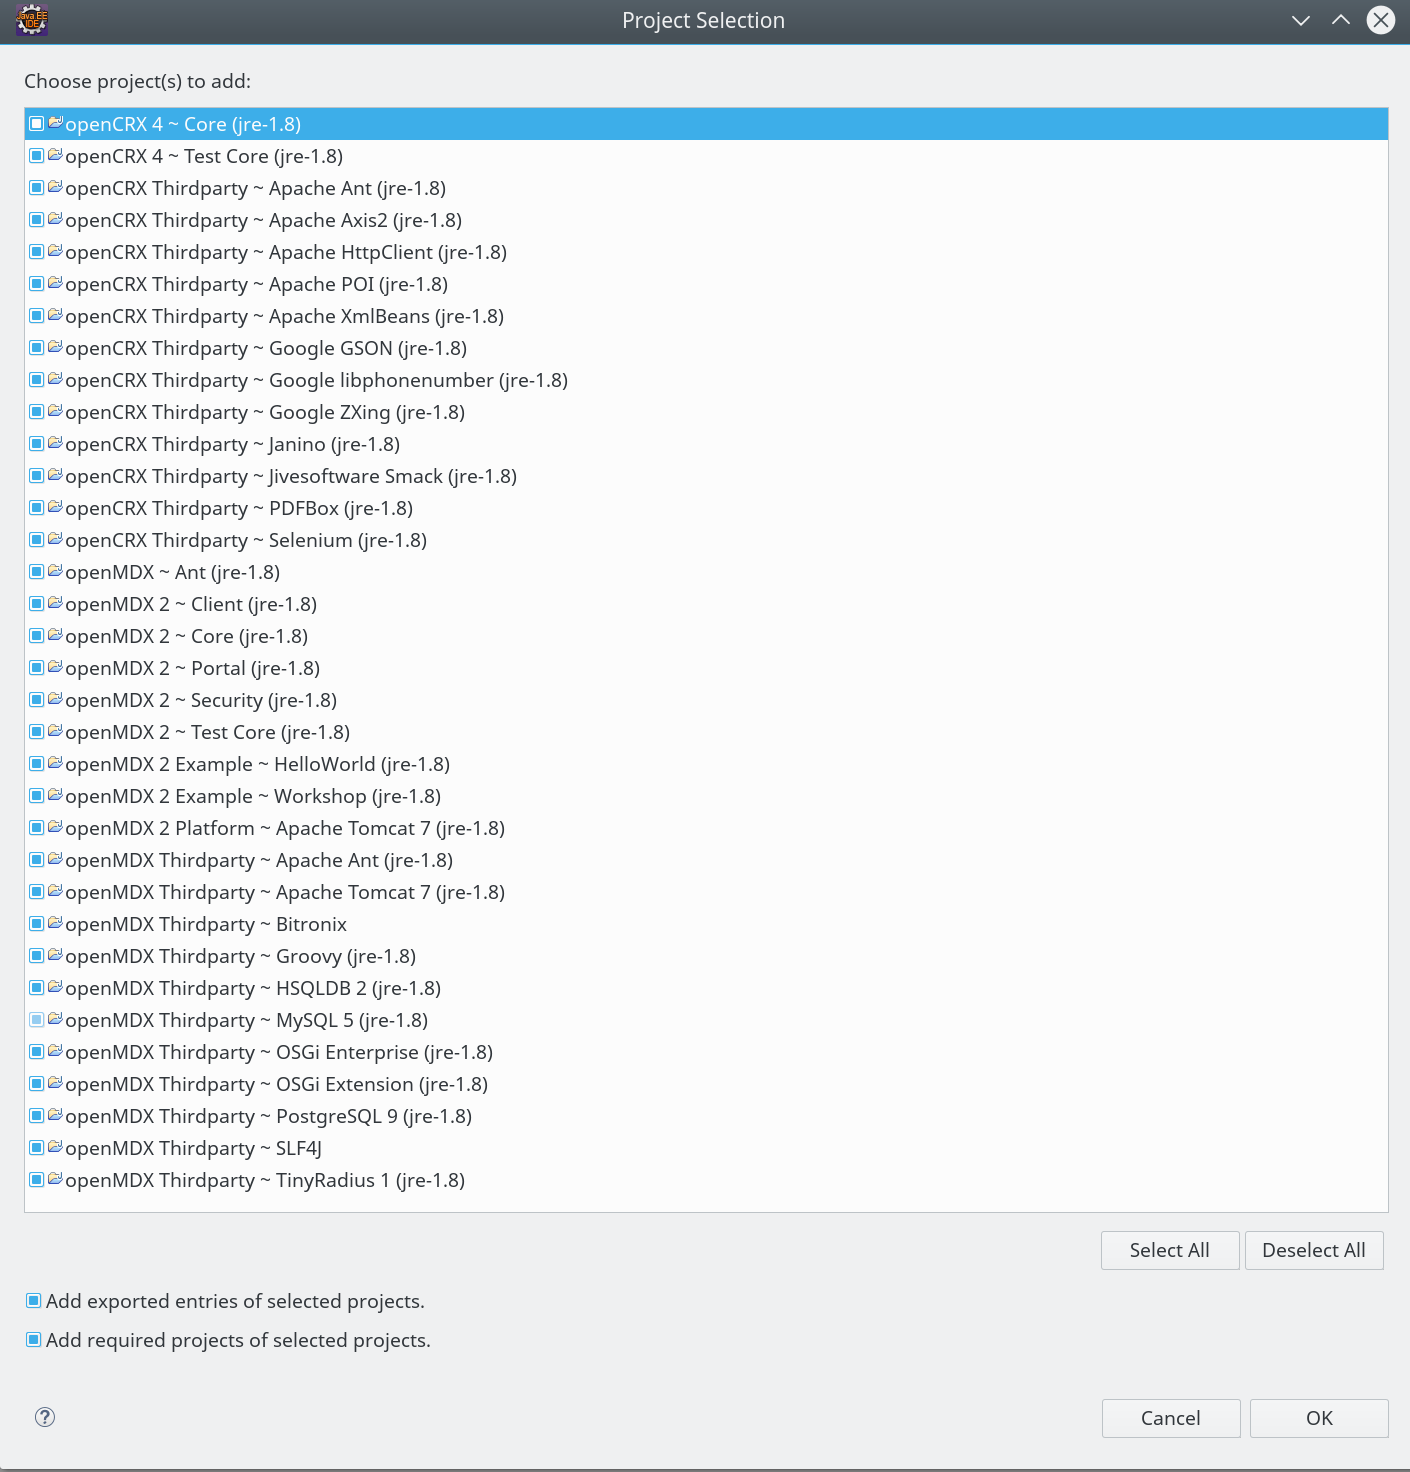 Java EE
IDE
Project Selection
Choose project(s) to add:
openCRX 4 ~ Core (jre-1.8)
openCRX 4 ~ Test Core (jre-1.8)
openCRX Thirdparty ~ Apache Ant (jre-1.8)
openCRX Thirdparty ~ Apache Axis2 (jre-1.8)
openCRX Thirdparty ~ Apache HttpClient (jre-1.8)
openCRX Thirdparty ~ Apache POI (jre-1.8)
openCRX Thirdparty ~ Apache XmlBeans (jre-1.8)
openCRX Thirdparty ~ Google GSON (jre-1.8)
openCRX Thirdparty ~ Google libphonenumber (jre-1.8)
openCRX Thirdparty ~ Google ZXing (jre-1.8)
openCRX Thirdparty ~ Janino (jre-1.8)
openCRX Thirdparty ~ Jivesoftware Smack (jre-1.8)
openCRX Thirdparty ~ PDFBox (jre-1.8)
openCRX Thirdparty ~ Selenium (jre-1.8)
openMDX ~ Ant (jre-1.8)
openMDX 2 ~ Client (jre-1.8)
openMDX 2 ~ Core (jre-1.8)
openMDX 2 ~ Portal (jre-1.8)
openMDX 2 ~ Security (jre-1.8)
openMDX 2 ~ Test Core (jre-1.8)
openMDX 2 Example ~ HelloWorld (jre-1.8)
openMDX 2 Example ~ Workshop (jre-1.8)
openMDX 2 Platform ~ Apache Tomcat 7 (jre-1.8)
openMDX Thirdparty ~ Apache Ant (jre-1.8)
openMDX Thirdparty ~ Apache Tomcat 7 (jre-1.8)
openMDX Thirdparty ~ Bitronix
openMDX Thirdparty ~ Groovy (jre-1.8)
openMDX Thirdparty ~ HSQLDB 2 (jre-1.8)
openMDX Thirdparty ~ MySQL 5 (jre-1.8)
openMDX Thirdparty ~ OSGi Enterprise (jre-1.8)
openMDX Thirdparty ~ OSGi Extension (jre-1.8)
openMDX Thirdparty ~ PostgreSQL 9 (jre-1.8)
openMDX Thirdparty ~ SLF4J
openMDX Thirdparty ~ TinyRadius 1 (jre-1.8)
Select All
Deselect All
Add exported entries of selected projects.
Add required projects of selected projects.
?
Cancel
OK